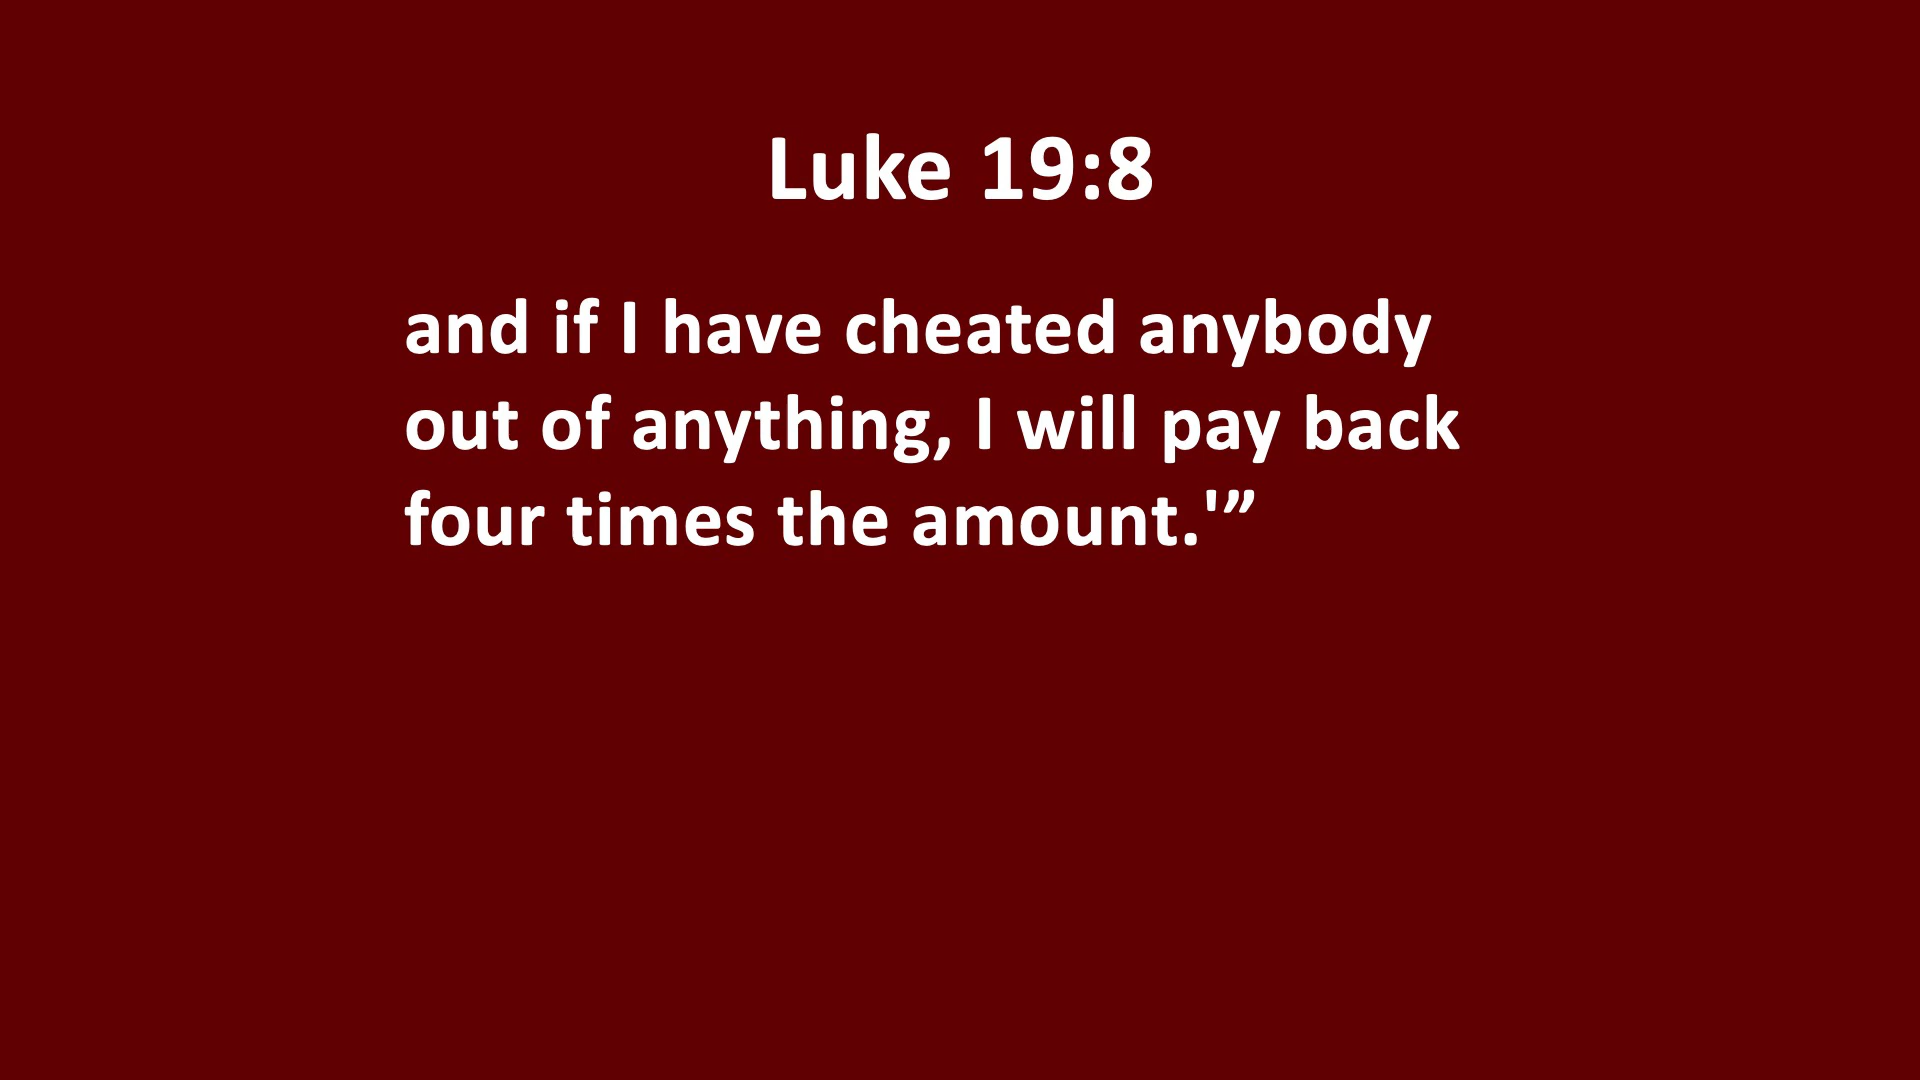 Luke 19:8
and if I have cheated anybody
out of anything, I will pay back
four times the amount.'”